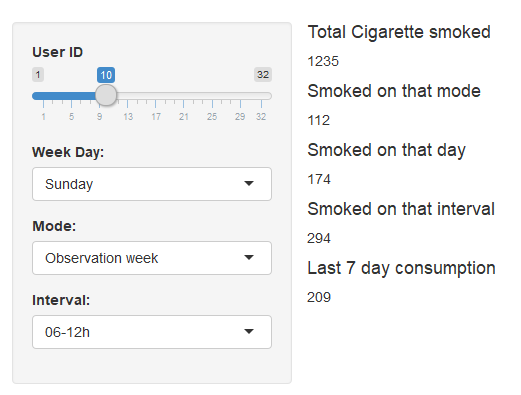 User ID
1 10 32
1 5 9 13 17 21 25 29 32
Week Day:
Sunday
Mode:
Observation week
Interval:
06-12h
Total Cigarette smoked
1235
Smoked on that mode
112
Smoked on that day
174
Smoked on that interval
294
Last 7 day consumption
209